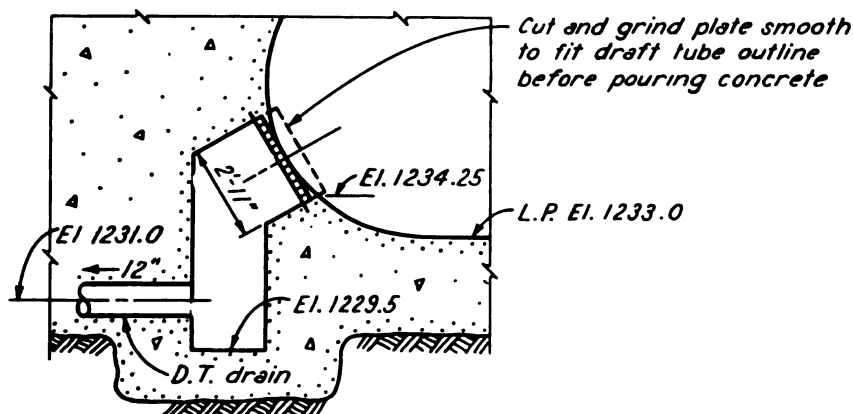 Cut and grind plate smooth
to fit draft tube outline
before pouring concrete
2'-11"
El. 1234.25
L.P. El. 1233.0
El 1231.0
12"
El. 1229.5
D.T. drain